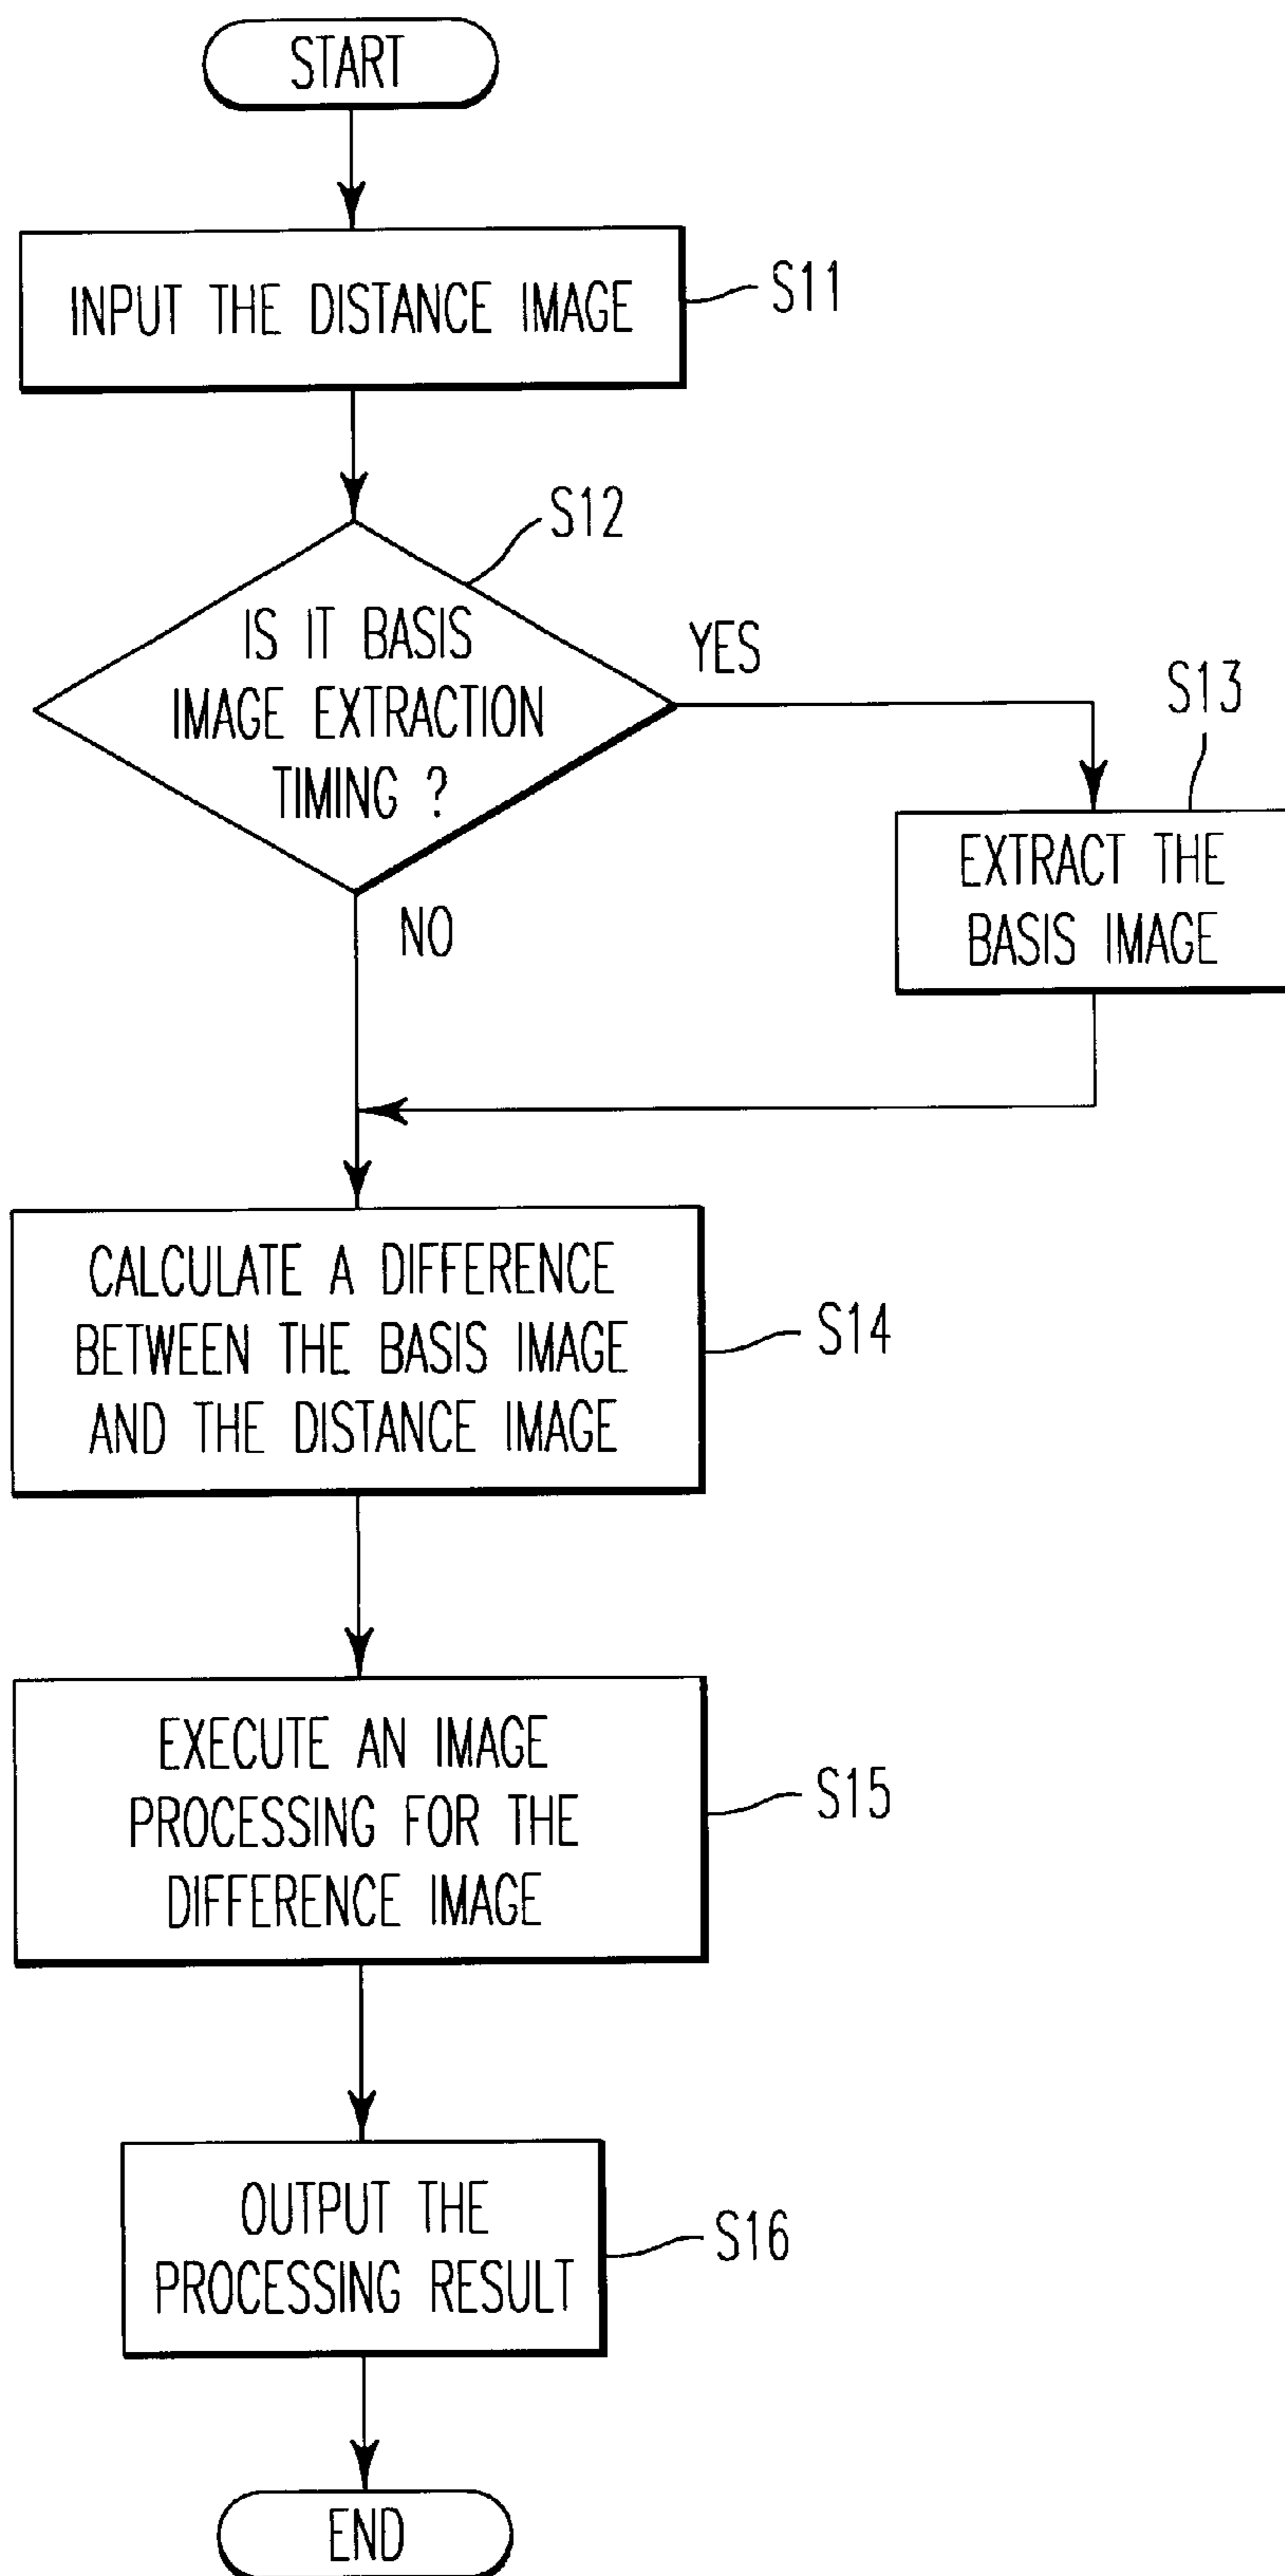 START
INPUT THE DISTANCE IMAGE
S11
S12
IS IT BASIS
IMAGE EXTRACTION
TIMING ?
YES
S13
EXTRACT THE
BASIS IMAGE
NO
CALCULATE A DIFFERENCE
BETWEEN THE BASIS IMAGE
AND THE DISTANCE IMAGE
S14
EXECUTE AN IMAGE
PROCESSING FOR THE
DIFFERENCE IMAGE
S15
OUTPUT THE
PROCESSING RESULT
S16
END